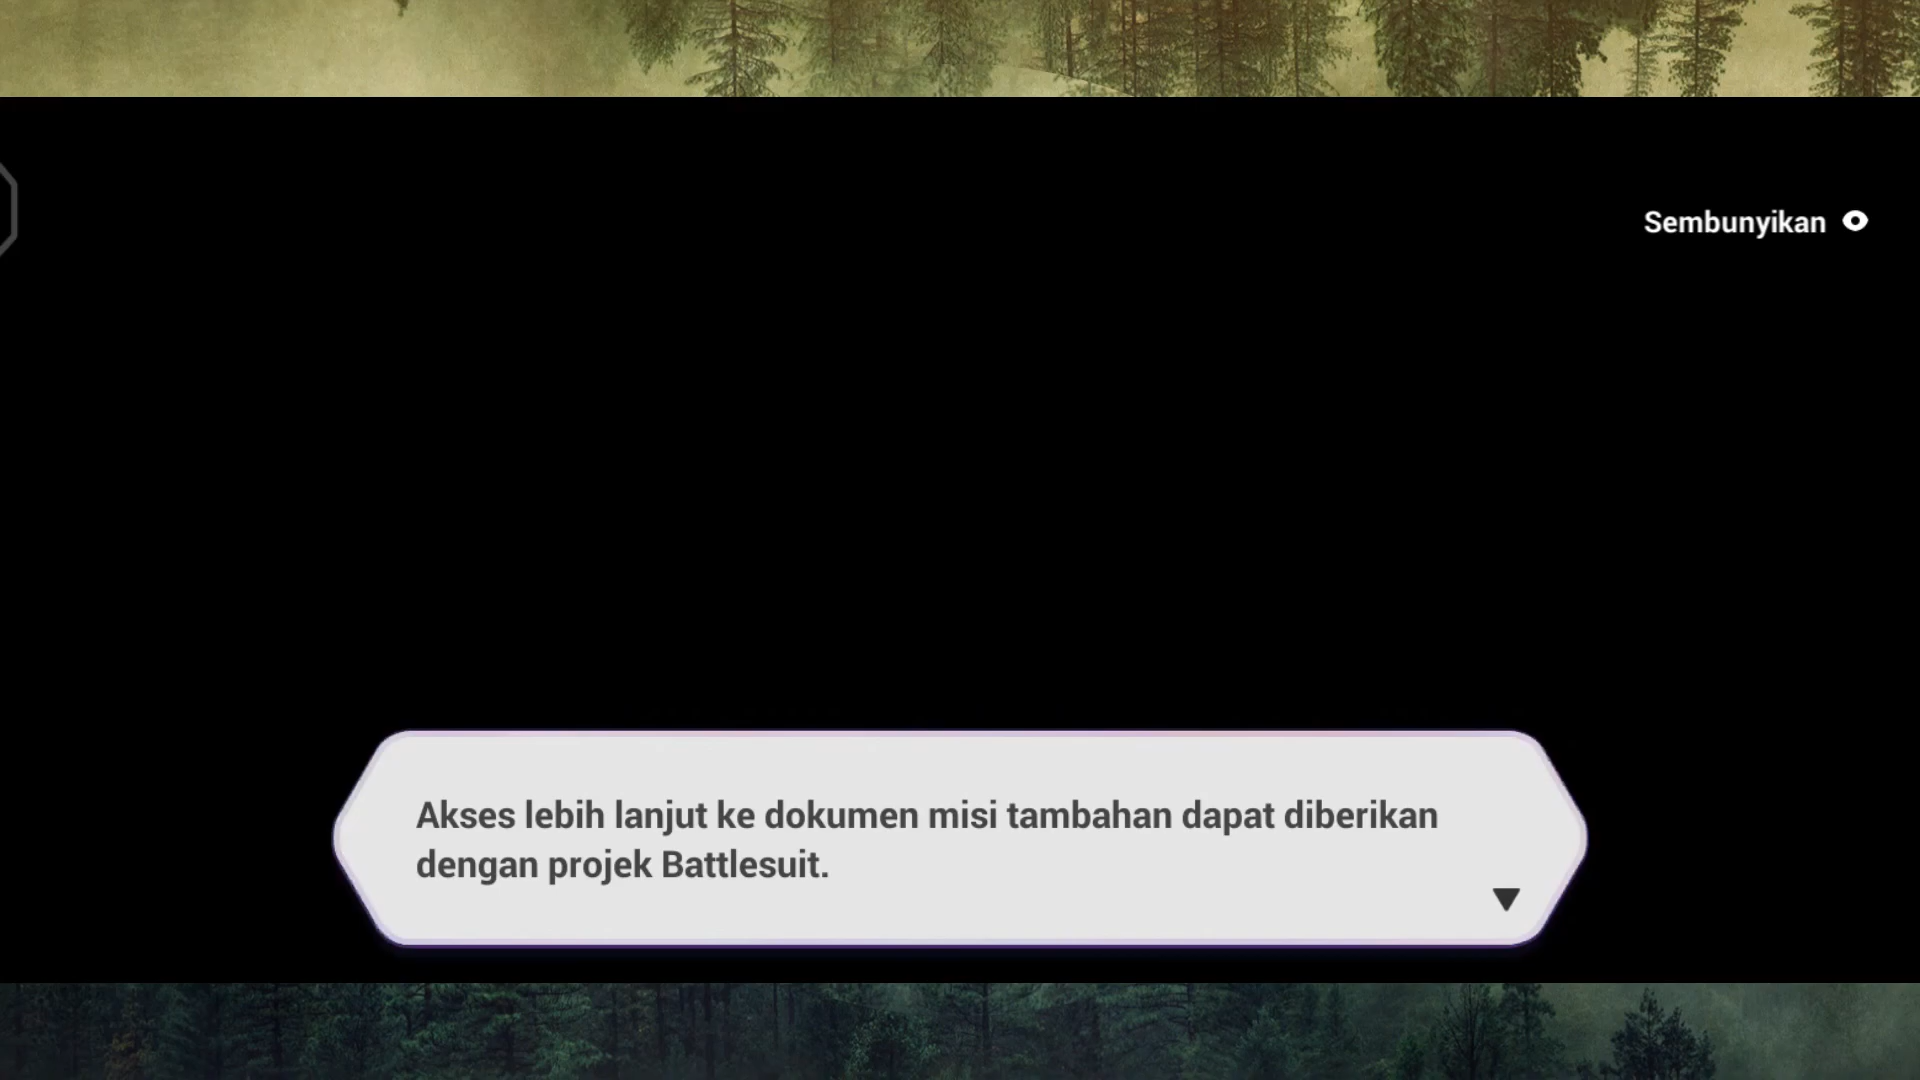 Sembunyikan
Akses lebih lanjut ke dokumen misi tambahan dapat diberikan
dengan projek Battlesuit.